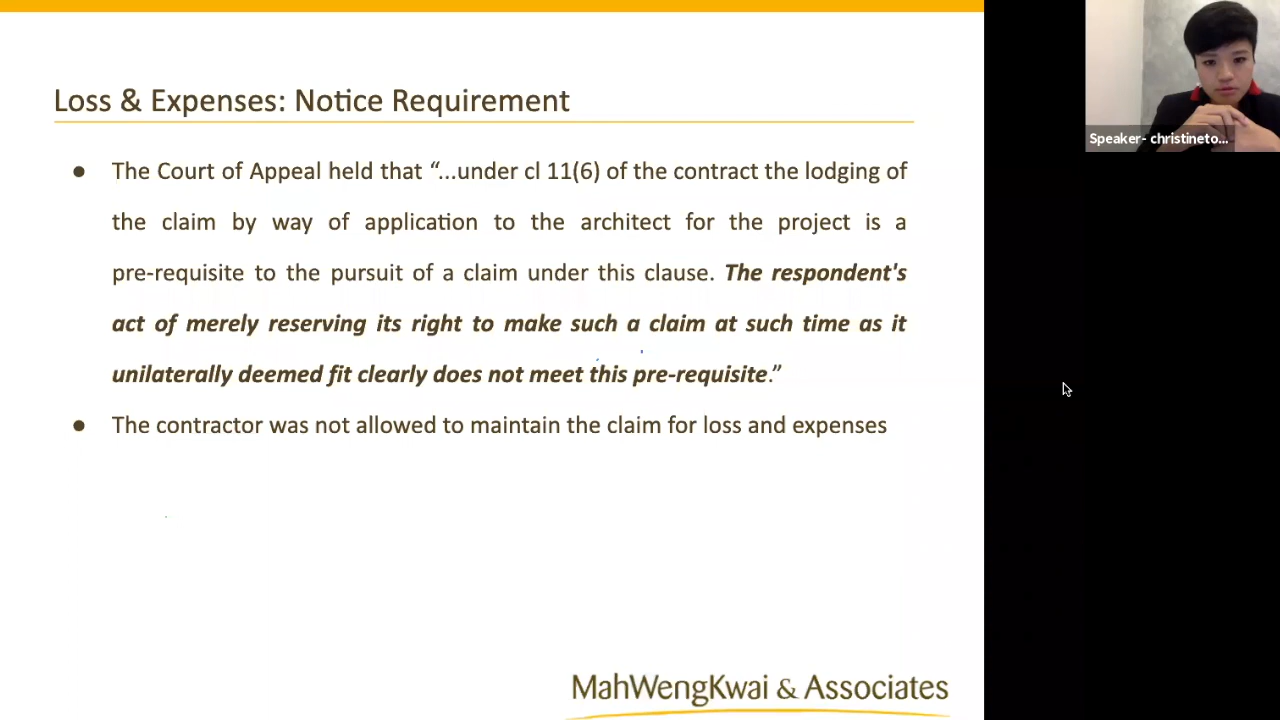 Loss & Expenses: Notice Requirement
● The Court of Appeal held that “...under cl 11(6) of the contract the lodging of
the claim by way of application to the architect for the project is a
pre-requisite to the pursuit of a claim under this clause. The respondent's
act of merely reserving its right to make such a claim at such time as it
unilaterally deemed fit clearly does not meet this pre-requisite.”
● The contractor was not allowed to maintain the claim for loss and expenses
MahWengKwai & Associates
Speaker- christineto...